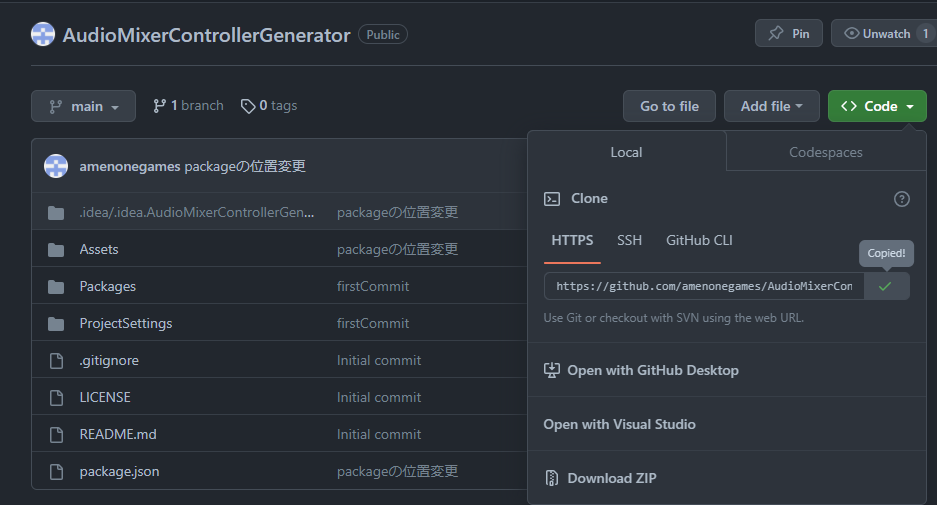 AudioMixerControllerGenerator Public
Pin
Unwatch 1
main
1 branch
0 tags
Go to file
Add file
Code
amenonegames packageの位置変更
.idea/.idea.AudioMixerControllerGen... packageの位置変更
Assets packageの位置変更
Packages firstCommit
ProjectSettings firstCommit
.gitignore Initial commit
LICENSE Initial commit
README.md Initial commit
package.json packageの位置変更
Local
Codespaces
Clone
HTTPS SSH GitHub CLI
Copied!
https://github.com/amenonegames/AudioMixerCon
Use Git or checkout with SVN using the web URL.
Open with GitHub Desktop
Open with Visual Studio
Download ZIP